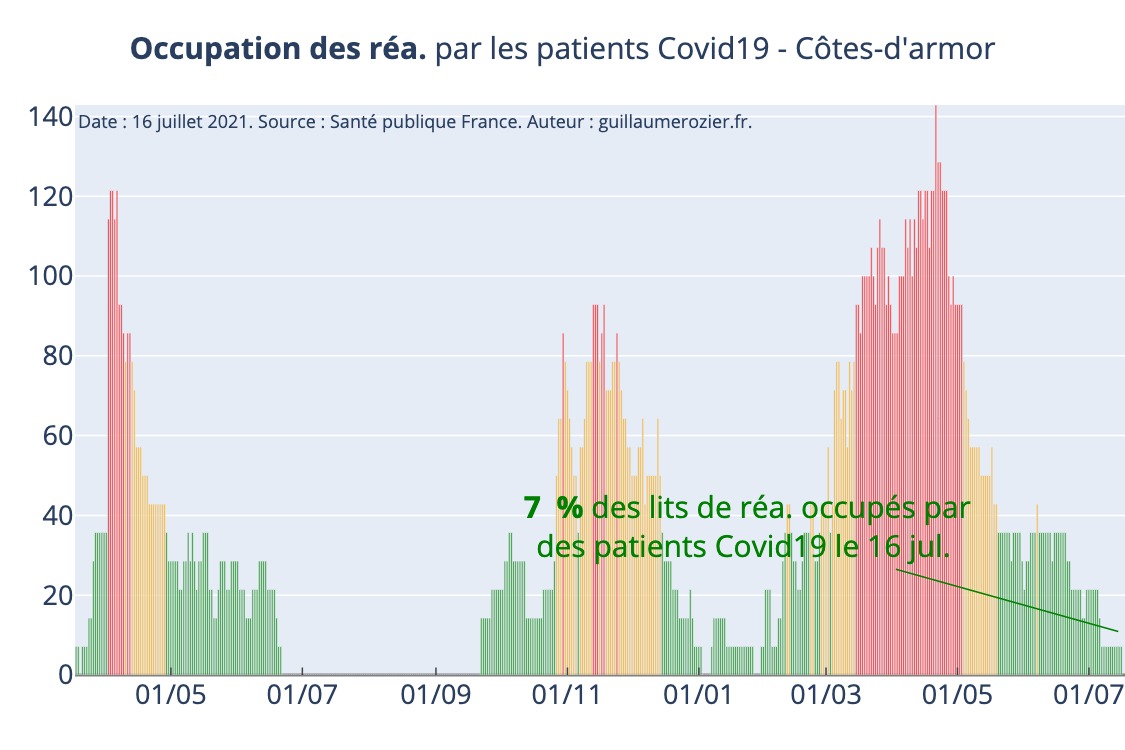 Occupation des réa. par les patients Covid19 - Côtes-d'armor
140
Date : 16 juillet 2021. Source : Santé publique France. Auteur : guillaumerozier.fr.
120
100
80
60
40
20
0
7 % des lits de réa. occupés par
des patients Covid19 le 16 jul.
01/05 01/07 01/09 01/11 01/01 01/03 01/05 01/07